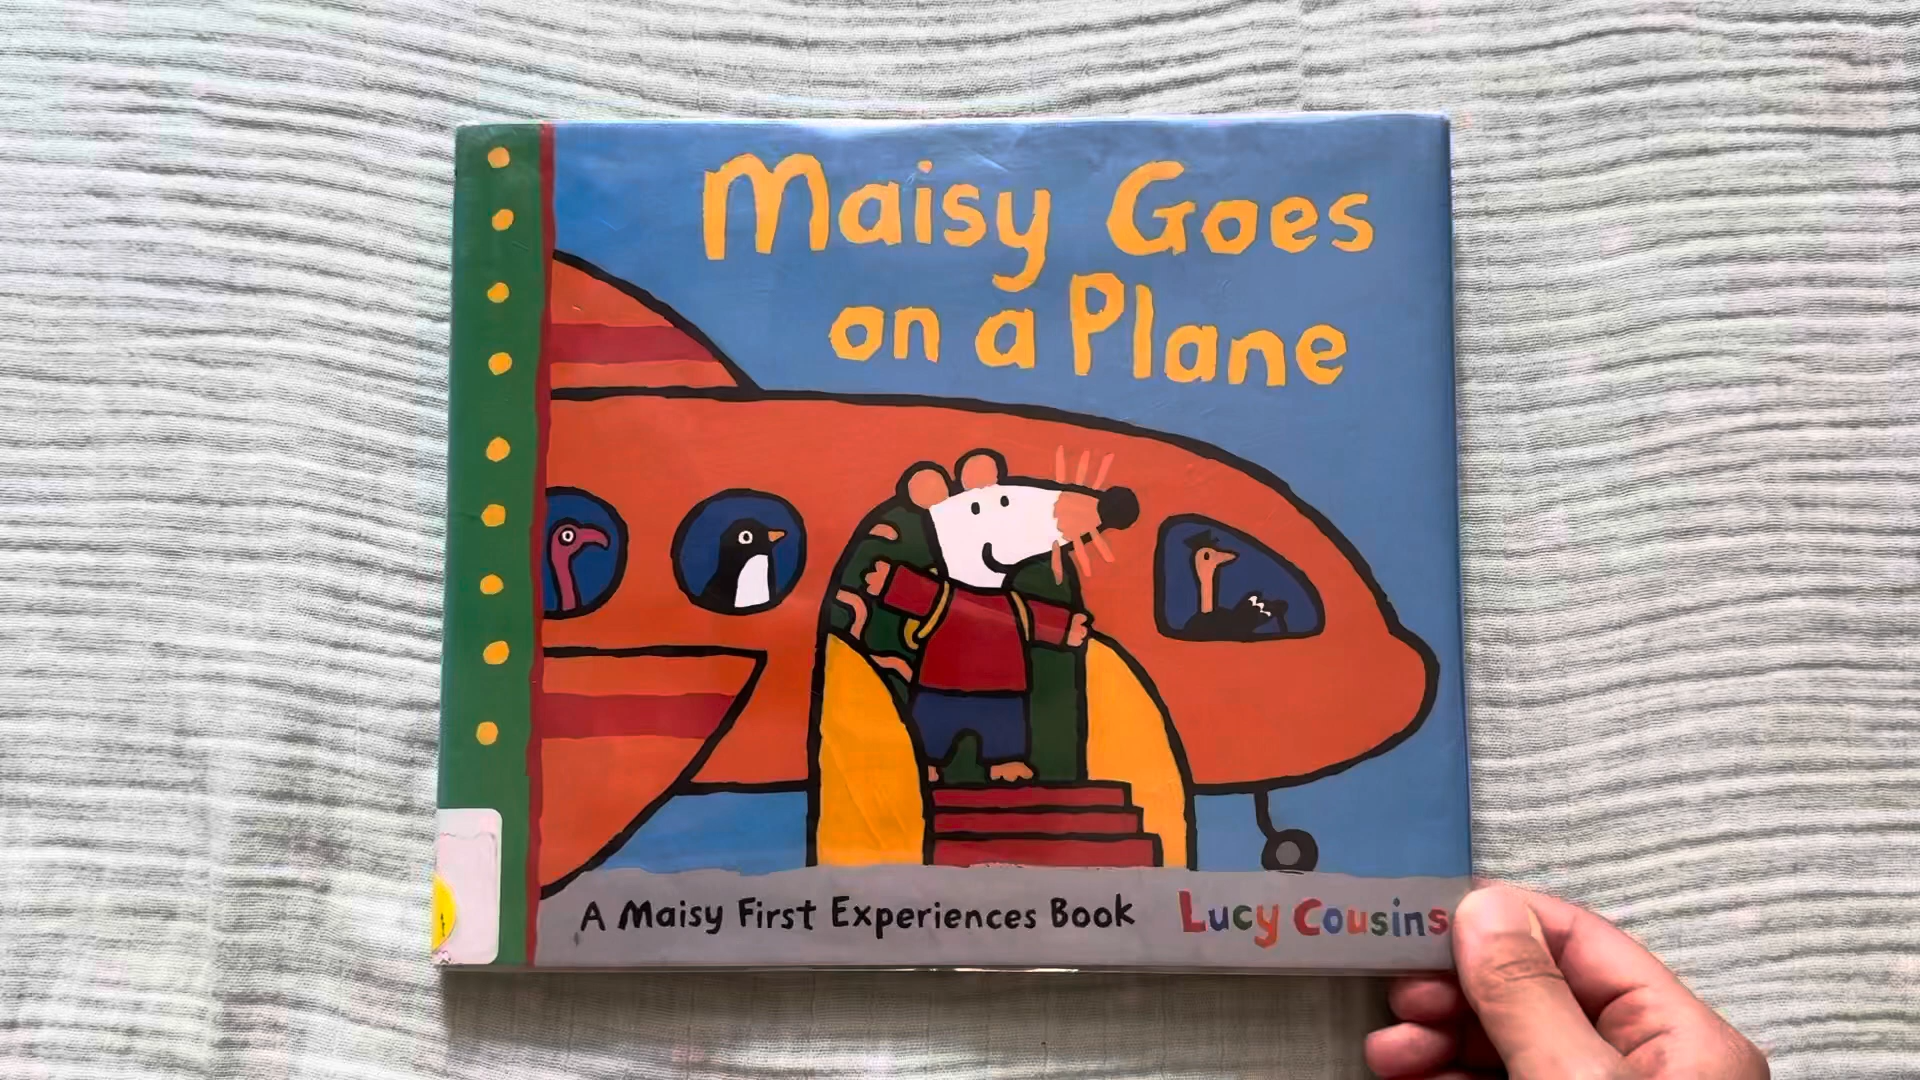 Maisy Goes
on a Plane
A Maisy First Experiences Book
Lucy Cousins